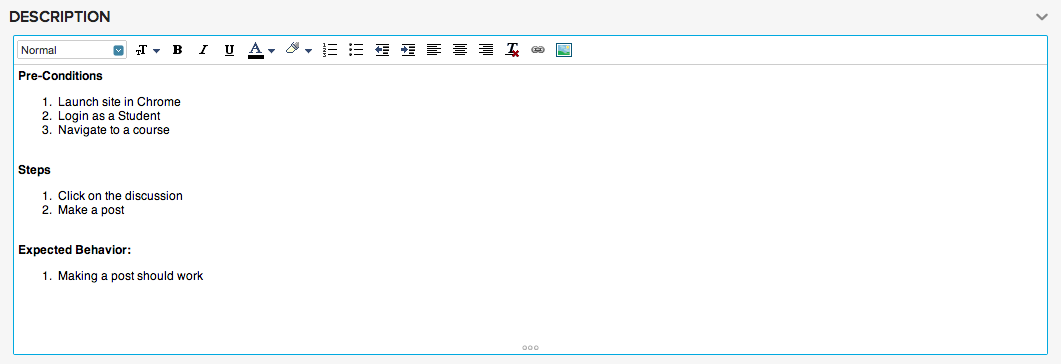 DESCRIPTION
Normal
Pre-Conditions
1. Launch site in Chrome
2. Login as a Student
3. Navigate to a course
Steps
1. Click on the discussion
2. Make a post
Expected Behavior:
1. Making a post should work